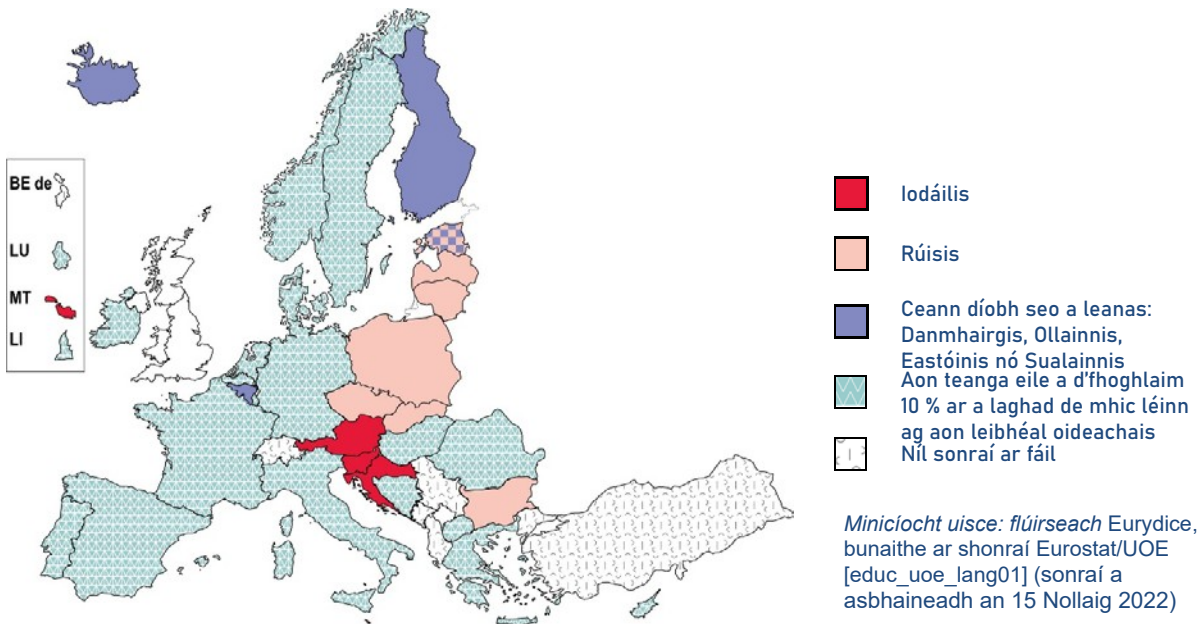 BE de
LU
MT
LI
Iodáilis
Rúisis
Ceann díobh seo a leanas:
Danmhairgis, Ollainnis,
Eastóinis nó Sualainnis
Aon teanga eile a d'fhoghlaim
10 % ar a laghad de mhic léinn
ag aon leibhéal oideachais
Níl sonraí ar fáil
Minicíocht uisce: flúirseach Eurydice,
bunaithe ar shonraí Eurostat/UOE
[educ_uoe_lang01] (sonraí a
asbhaineadh an 15 Nollaig 2022)